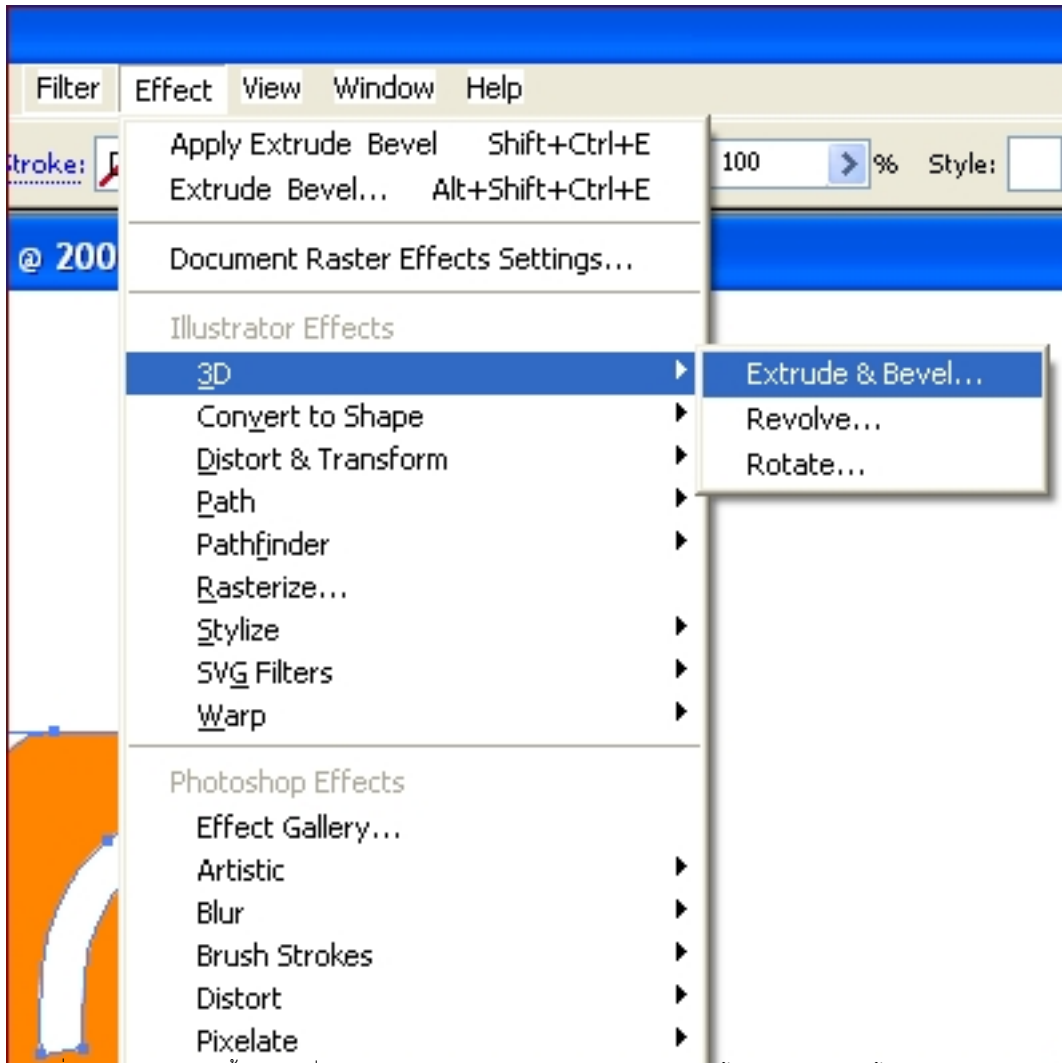 Filter Effect View Window Help
Stroke: 100 % Style:
Apply Extrude Bevel Shift+Ctrl+E
Extrude Bevel... Alt+Shift+Ctrl+E
@ 200
Document Raster Effects Settings...
Illustrator Effects
3D
Extrude & Bevel...
Revolve...
Rotate...
Convert to Shape
Distort & Transform
Path
Pathfinder
Rasterize...
Stylize
SVG Filters
Warp
Photoshop Effects
Effect Gallery...
Artistic
Blur
Brush Strokes
Distort
Pixelate